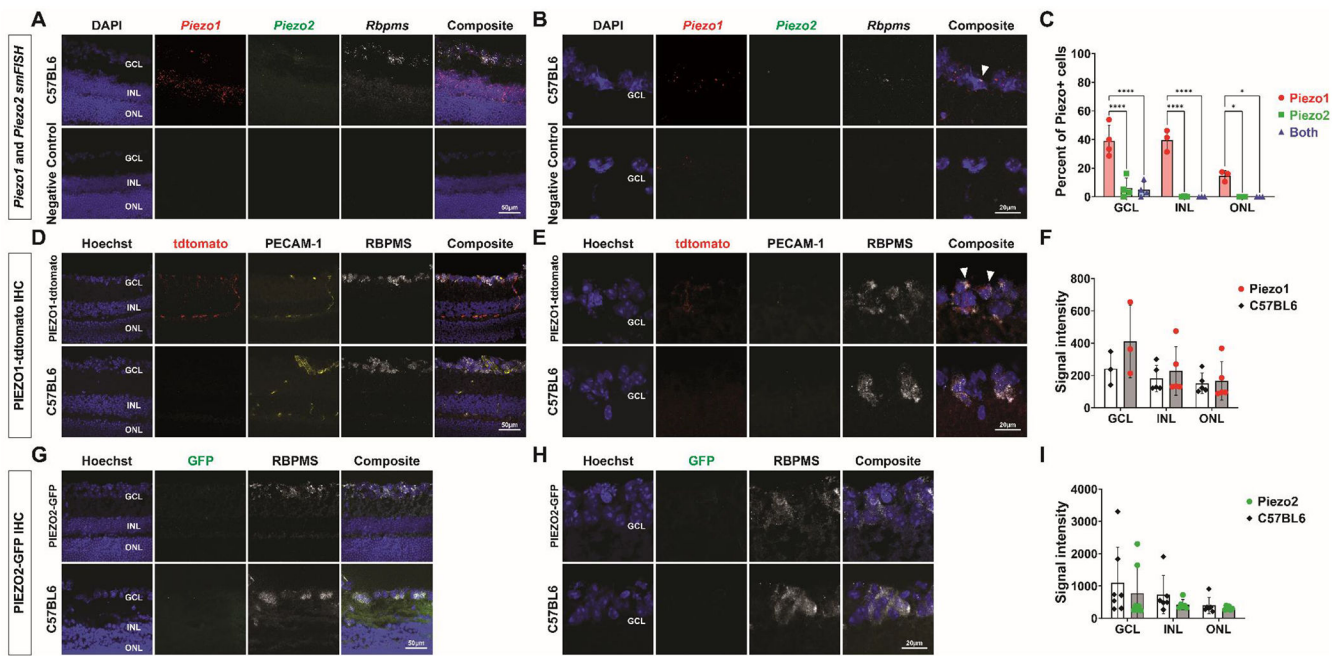 A
DAPI Piezo1 Piezo2 Rbpms Composite
Piezo1 and Piezo2 smFISH
C57BL6
GCL
INL
ONL
Negative Control
GCL
INL
ONL
50µm
B
DAPI Piezo1 Piezo2 Rbpms Composite
C57BL6
GCL
Negative Control
GCL
20µm
C
Percent of Piezo+ cells
100
80
60
40
20
0
**** **** *
**** **** *
GCL INL ONL
Piezo1
Piezo2
Both
D
Hoechst tdtomato PECAM-1 RBPMS Composite
PIEZO1-tdtomato IHC
PIEZO1-tdtomato
GCL
INL
ONL
C57BL6
GCL
INL
ONL
50µm
E
Hoechst tdtomato PECAM-1 RBPMS Composite
PIEZO1-tdtomato
GCL
C57BL6
GCL
20µm
F
Signal intensity
800
600
400
200
0
GCL INL ONL
Piezo1
C57BL6
G
Hoechst GFP RBPMS Composite
PIEZO2-GFP IHC
PIEZO2-GFP
GCL
INL
ONL
C57BL6
GCL
INL
ONL
50µm
H
Hoechst GFP RBPMS Composite
PIEZO2-GFP
GCL
C57BL6
GCL
20µm
I
Signal intensity
4000
3000
2000
1000
0
GCL INL ONL
Piezo2
C57BL6